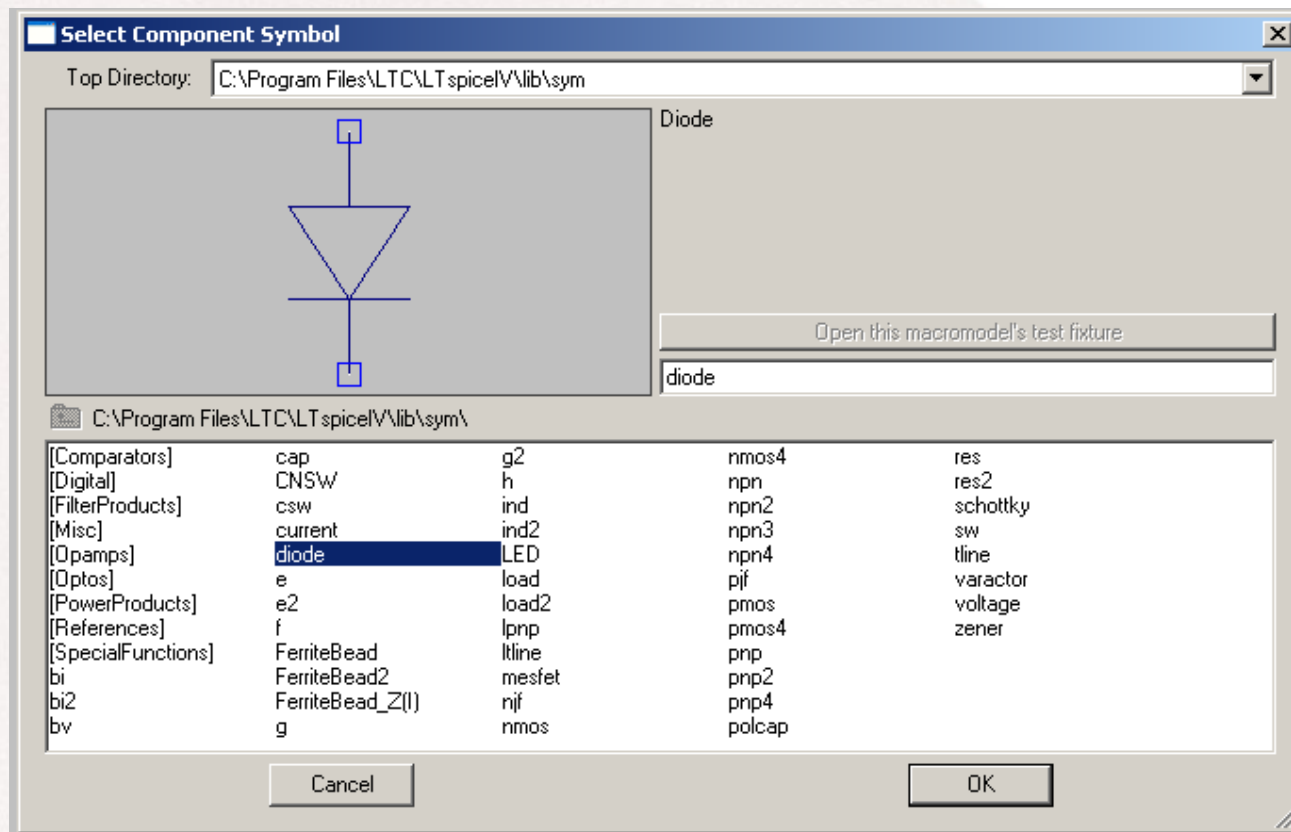 Select Component Symbol
Top Directory: C:\Program Files\LTC\LTspiceIV\lib\sym
Diode
Open this macromodel's test fixture
diode
C:\Program Files\LTC\LTspiceIV\lib\sym\
[Comparators] cap g2 nmos4 res
[Digital] CNSW h npn res2
[FilterProducts] csw ind npn2 schottky
[Misc] current ind2 npn3 sw
[Opamps] diode LED npn4 tline
[Optos] e load pjf varactor
[PowerProducts] e2 load2 pmos voltage
[References] f lpnp pmos4 zener
[SpecialFunctions] FerriteBead ltline pnp
bi FerriteBead2 mesfet pnp2
bi2 FerriteBead_Z(I) njf pnp4
bv g nmos polcap
Cancel OK